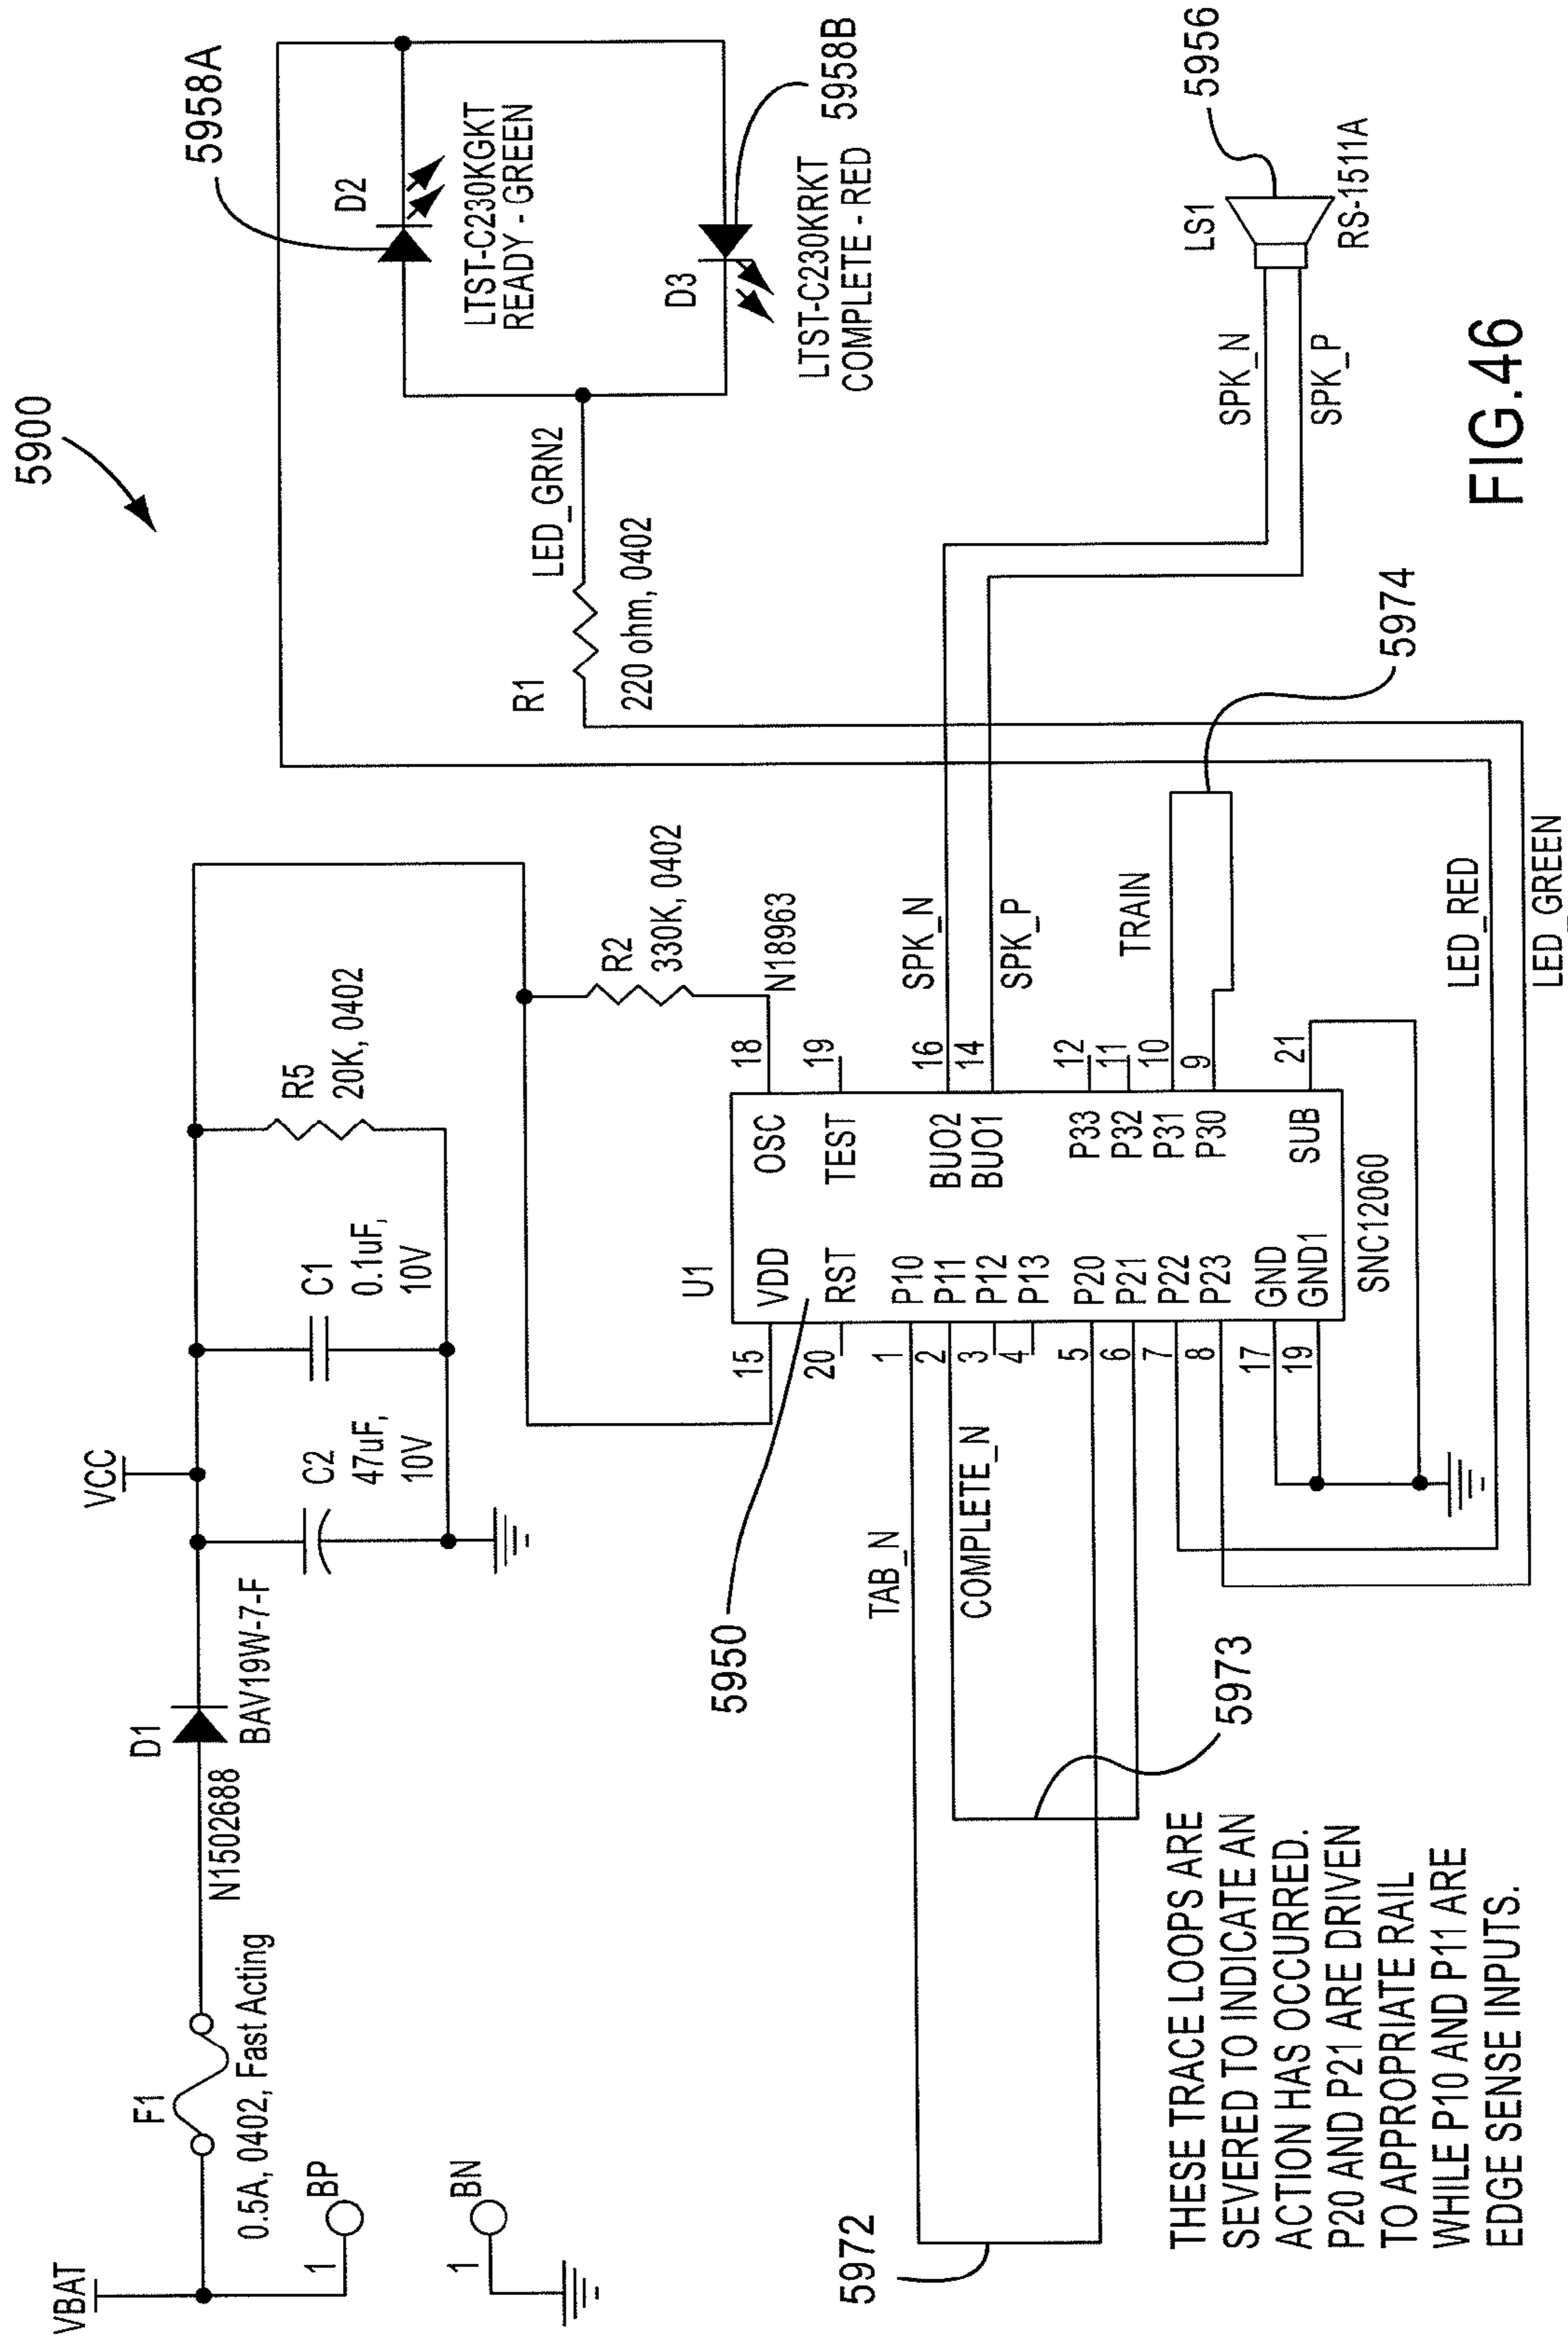 5900
VBAT
F1
0.5A, 0402, Fast Acting
1
BP
1
BN
N1502688
D1
BAV19W-7-F
VCC
C2
47uF,
10V
C1
0.1uF,
10V
R5
20K, 0402
R2
330K, 0402
N18963
5958A
D2
LTST-C230KGKT
READY - GREEN
D3
LTST-C230KRKT
COMPLETE - RED
5958B
LED_GRN2
R1
220 ohm, 0402
5950
U1
15
VDD
OSC
18
20
RST
TEST
19
1
P10
2
P11
3
P12
4
P13
BUO2
16
BUO1
14
5
P20
6
P21
7
P22
8
P23
P33
12
P32
11
P31
10
P30
9
17
GND
19
GND1
SUB
21
SNC12060
TAB_N
COMPLETE_N
SPK_N
SPK_P
TRAIN
5974
SPK_N
SPK_P
LS1
RS-1511A
5956
LED_RED
LED_GREEN
5972
5973
THESE TRACE LOOPS ARE
SEVERED TO INDICATE AN
ACTION HAS OCCURRED.
P20 AND P21 ARE DRIVEN
TO APPROPRIATE RAIL
WHILE P10 AND P11 ARE
EDGE SENSE INPUTS.
FIG.46